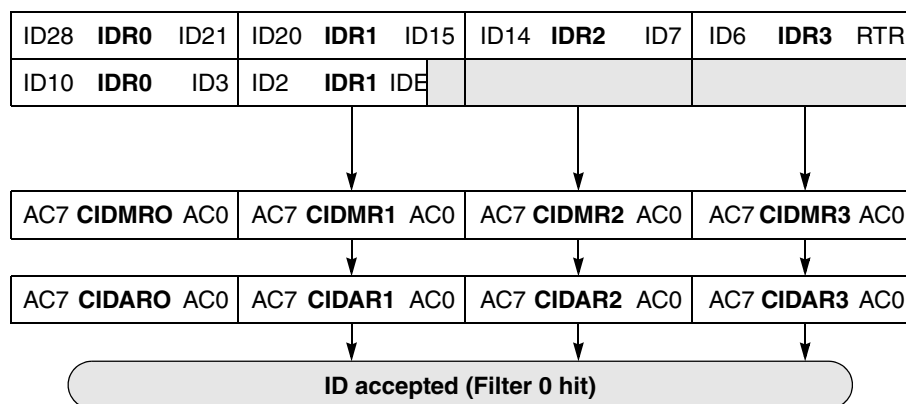 ID28 IDR0 ID21 ID20 IDR1 ID15 ID14 IDR2 ID7 ID6 IDR3 RTR
ID10 IDR0 ID3 ID2 IDR1 IDE
AC7 CIDMRO AC0 AC7 CIDMR1 AC0 AC7 CIDMR2 AC0 AC7 CIDMR3 AC0
AC7 CIDARO AC0 AC7 CIDAR1 AC0 AC7 CIDAR2 AC0 AC7 CIDAR3 AC0
ID accepted (Filter 0 hit)